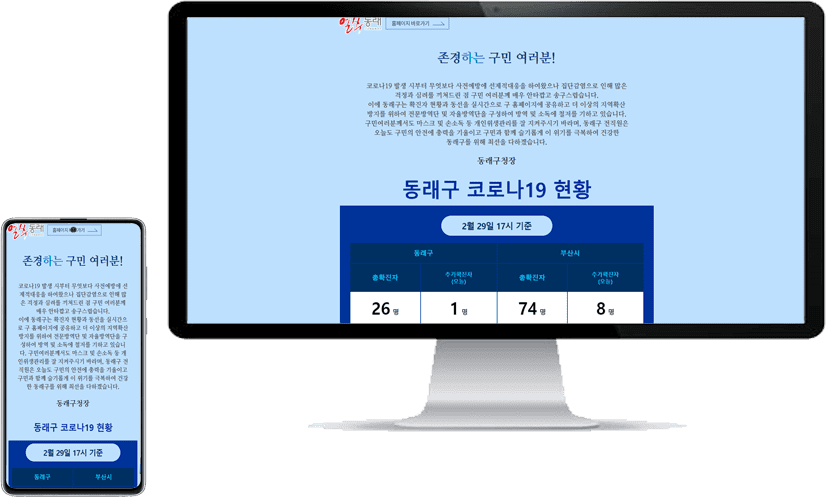 열심 동래
홈페이지 바로가기
존경하는 구민 여러분!
코로나19 발생 시부터 무엇보다 사전예방에 선제적대응을 하여왔으나 집단감염으로 인해 많은
걱정과 심려를 끼쳐드린 점 구민 여러분께 매우 안타깝고 송구스럽습니다.
이에 동래구는 확진자 현황과 동선을 실시간으로 구 홈페이지에 공유하고 더 이상의 지역확산
방지를 위하여 전문방역단 및 자율방역단을 구성하여 방역 및 소독에 철저를 기하고 있습니다.
구민여러분께서도 마스크 및 손소독 등 개인위생관리를 잘 지켜주시기 바라며, 동래구 전직원은
오늘도 구민의 안전에 총력을 기울이고 구민과 함께 슬기롭게 이 위기를 극복하여 건강한
동래구를 위해 최선을 다하겠습니다.
동래구청장
동래구 코로나19 현황
2월 29일 17시 기준
동래구 부산시
총확진자 추가확진자 총확진자 추가확진자
(오늘) (오늘)
26 명 1 명 74 명 8 명
열심 동래
홈페이지 바로가기
존경하는 구민 여러분!
코로나19 발생 시부터 무엇보다 사전예방에 선
제적대응을 하여왔으나 집단감염으로 인해 많
은 걱정과 심려를 끼쳐드린 점 구민 여러분께
매우 안타깝고 송구스럽습니다.
이에 동래구는 확진자 현황과 동선을 실시간으
로 구 홈페이지에 공유하고 더 이상의 지역확산
방지를 위하여 전문방역단 및 자율방역단을 구
성하여 방역 및 소독에 철저를 기하고 있습니
다. 구민여러분께서도 마스크 및 손소독 등 개
인위생관리를 잘 지켜주시기 바라며, 동래구 전
직원은 오늘도 구민의 안전에 총력을 기울이고
구민과 함께 슬기롭게 이 위기를 극복하여 건강
한 동래구를 위해 최선을 다하겠습니다.
동래구청장
동래구 코로나19 현황
2월 29일 17시 기준
동래구 부산시